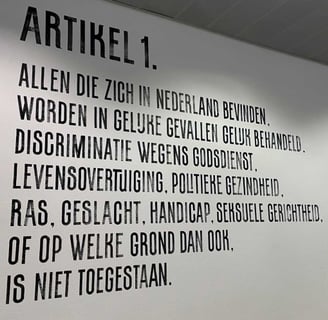 ARTIKEL 1.
ALLEN DIE ZICH IN NEDERLAND BEVINDEN,
WORDEN IN GELIJKE GEVALLEN GELIJK BEHANDELD.
DISCRIMINATIE WEGENS GODSDIENST,
LEVENSOVERTUIGING, POLITIEKE GEZINDHEID,
RAS, GESLACHT, HANDICAP, SEKSUELE GERICHTHEID,
OF OP WELKE GROND DAN OOK,
IS NIET TOEGESTAAN.